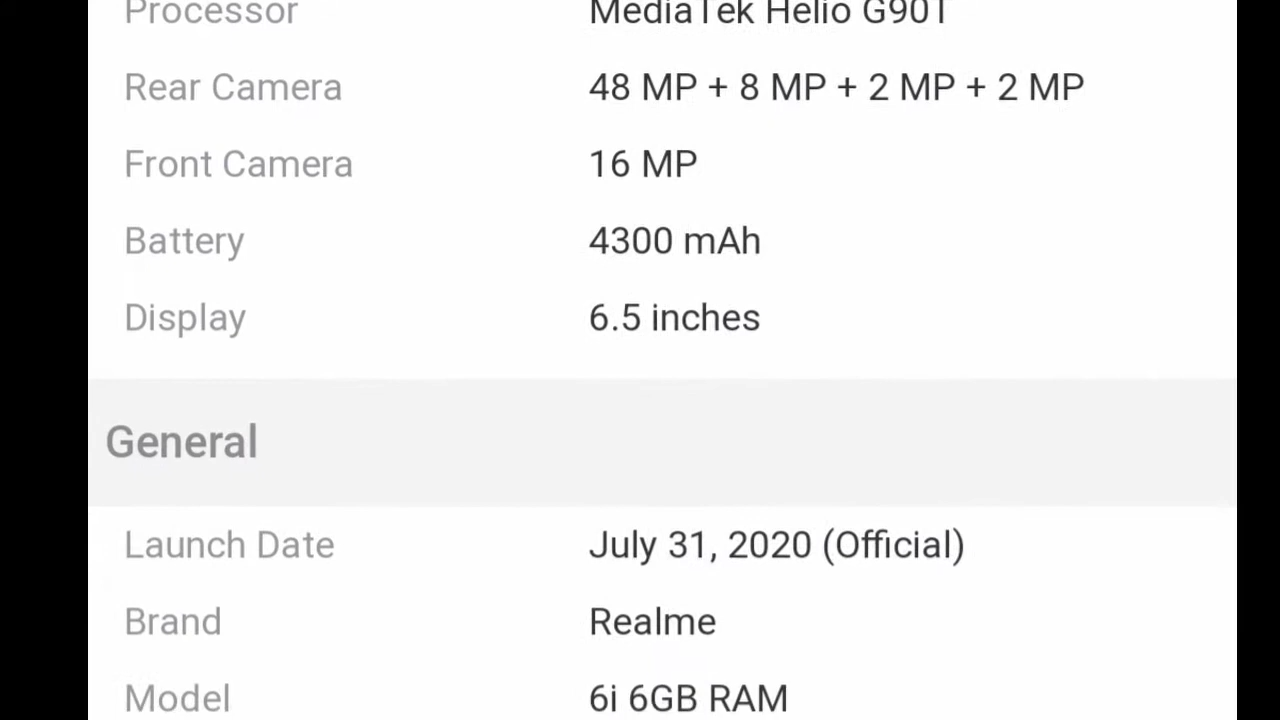 Processor MediaTek Helio G90T
Rear Camera 48 MP + 8 MP + 2 MP + 2 MP
Front Camera 16 MP
Battery 4300 mAh
Display 6.5 inches
General
Launch Date July 31, 2020 (Official)
Brand Realme
Model 6i 6GB RAM